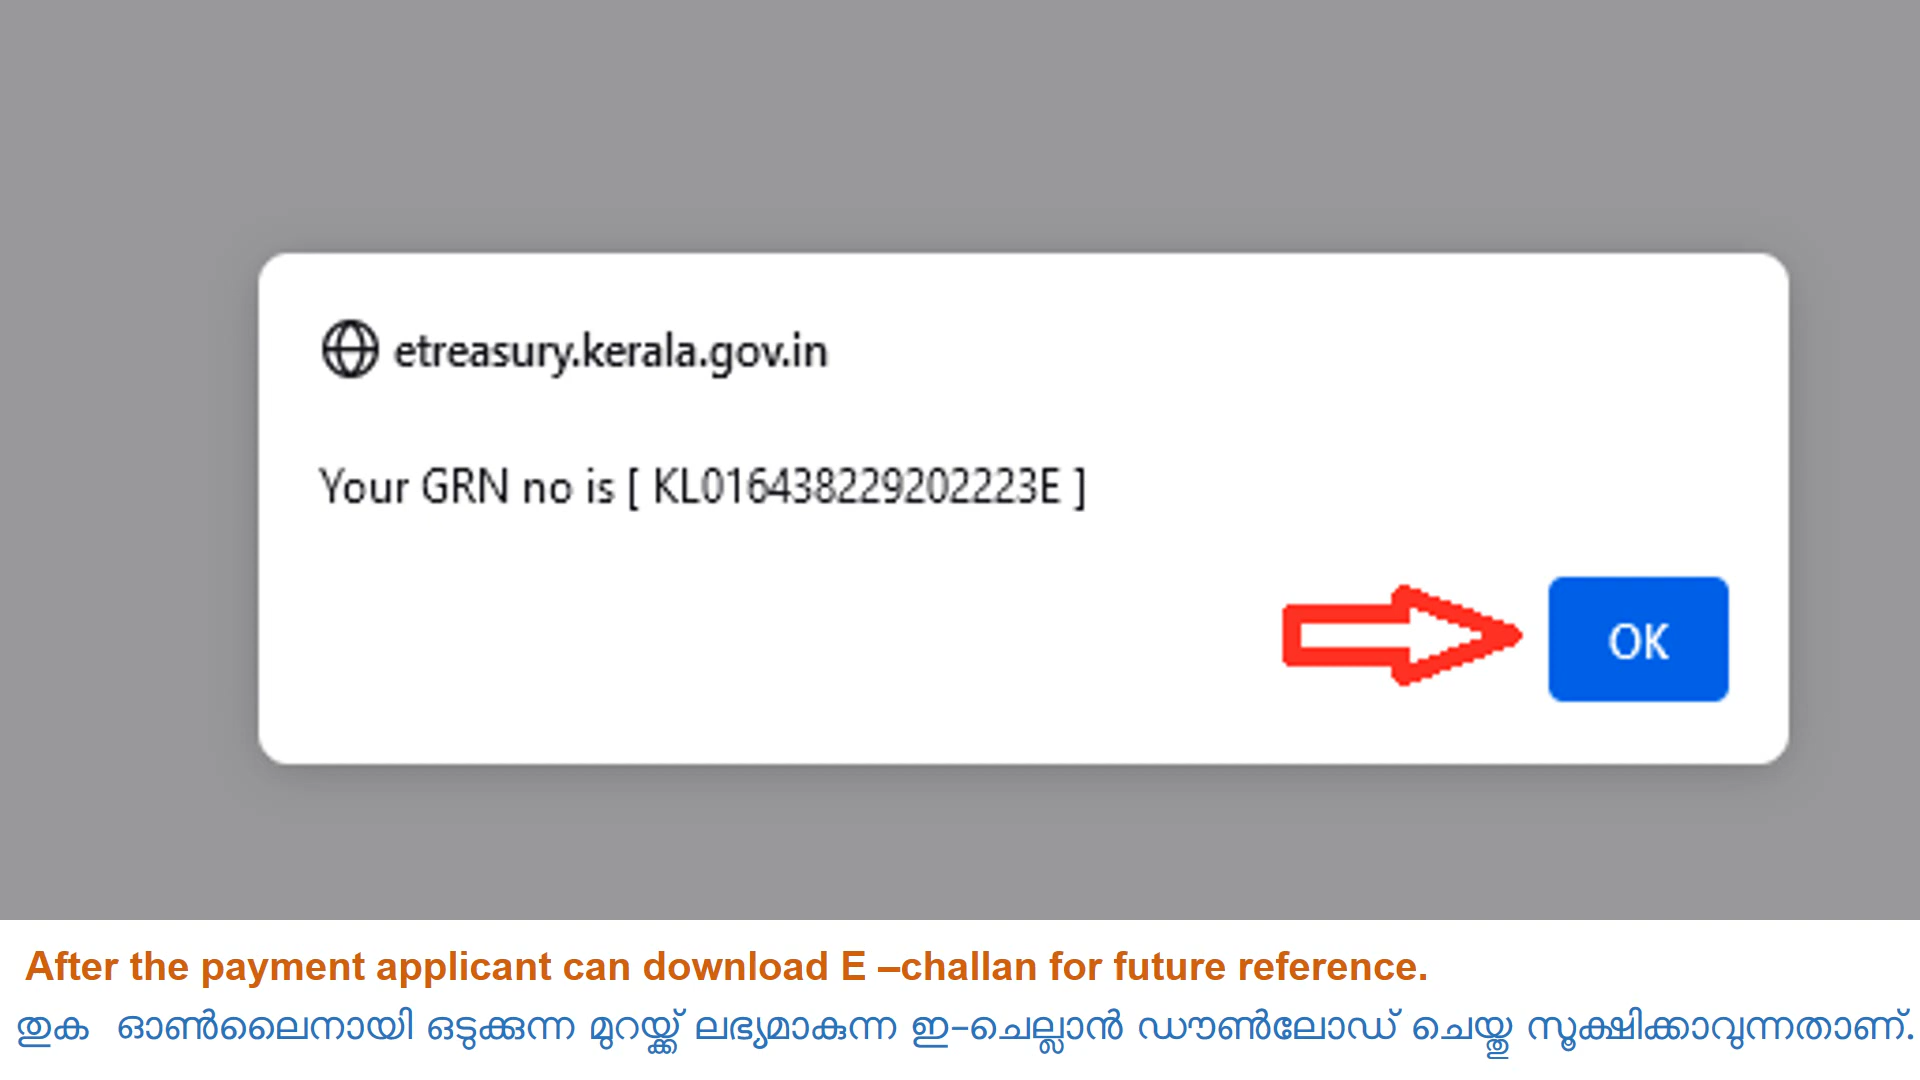 etreasury.kerala.gov.in
Your GRN no is [ KL016438229202223E ]
OK
After the payment applicant can download E –challan for future reference.
തുക ഓൺലൈനായി ഒടുക്കുന്ന മുറയ്ക്ക് ലഭ്യമാകുന്ന ഇ-ചെല്ലാൻ ഡൗൺലോഡ് ചെയ്തു സൂക്ഷിക്കാവുന്നതാണ്.